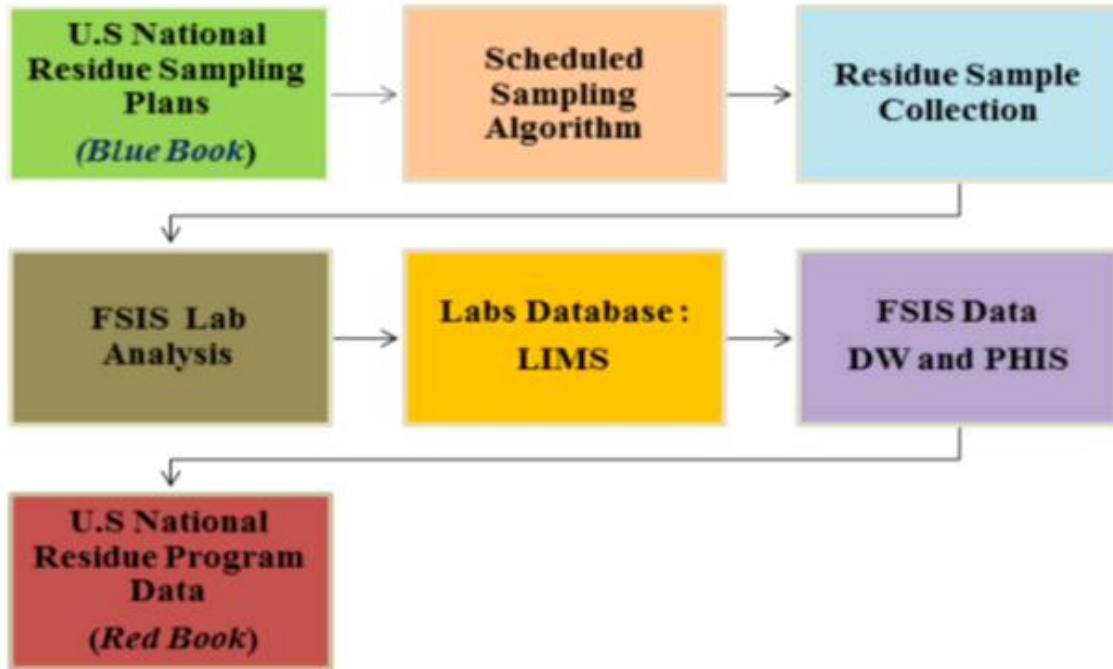 U.S National
Residue Sampling
Plans
(Blue Book)
Scheduled
Sampling
Algorithm
Residue Sample
Collection
FSIS Lab
Analysis
Labs Database :
LIMS
FSIS Data
DW and PHIS
U.S National
Residue Program
Data
(Red Book)